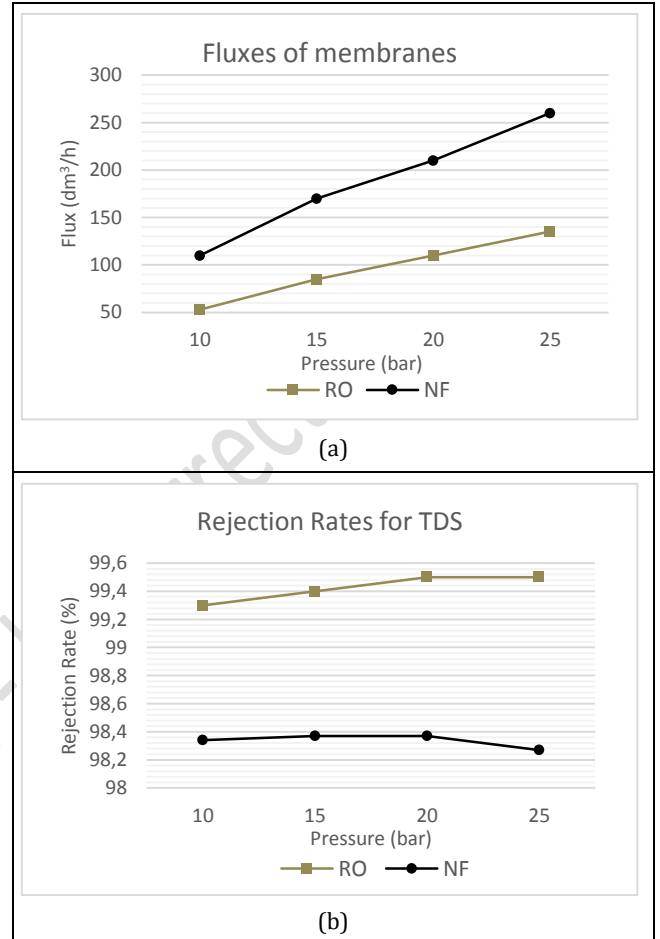 Fluxes of membranes
300
250
200
150
100
50
Flux (dm³/h)
10 15 20 25
Pressure (bar)
RO NF
(a)
Rejection Rates for TDS
99,6
99,4
99,2
99
98,8
98,6
98,4
98,2
98
Rejection Rate (%)
10 15 20 25
Pressure (bar)
RO NF
(b)